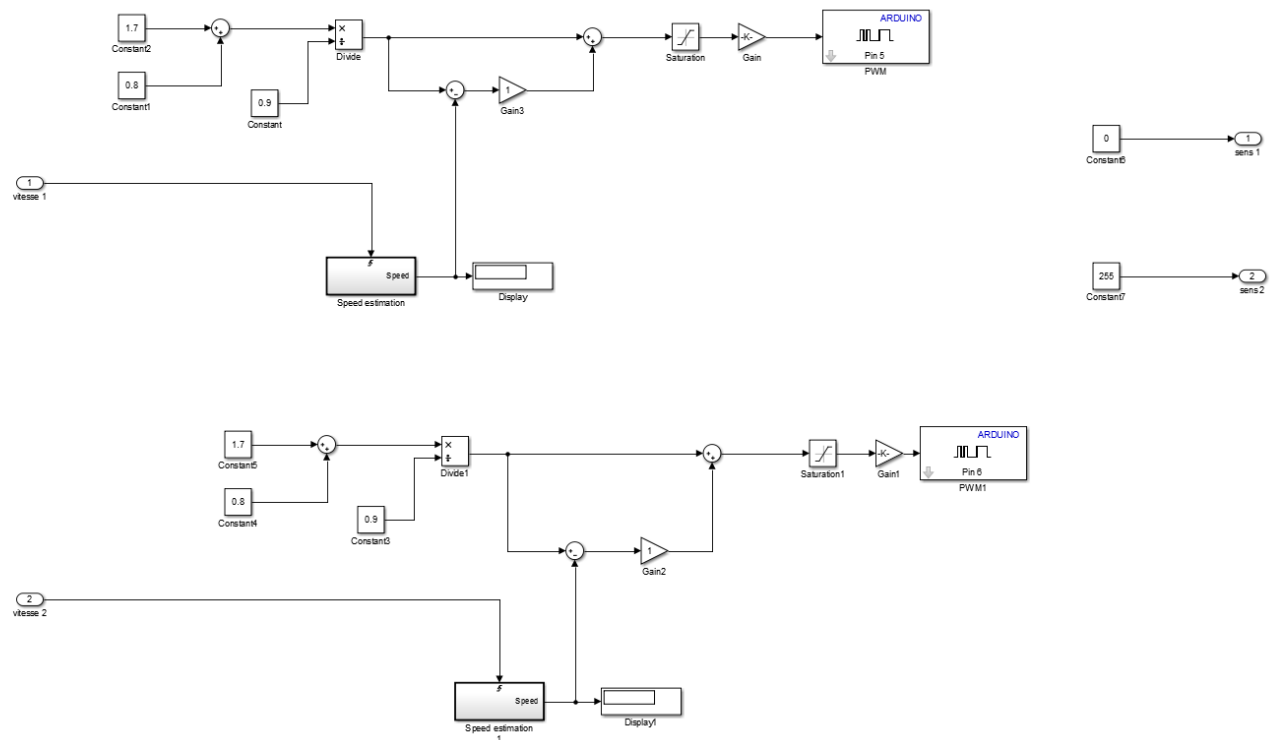 1.7
Constant2
0.8
Constant1
0.9
Constant
×
÷
Divide
1
Gain3
Saturation
-K-
Gain
ARDUINO
Pin 5
PWM
0
Constant6
1
sens 1
1
vitesse 1
Speed
Speed estimation
Display
255
Constant7
2
sens2
1.7
Constant5
0.8
Constant4
0.9
Constant3
×
÷
Divide1
1
Gain2
Saturation1
-K-
Gain1
ARDUINO
Pin 6
PWM1
2
vitesse 2
Speed
Speed estimation
1
Display1